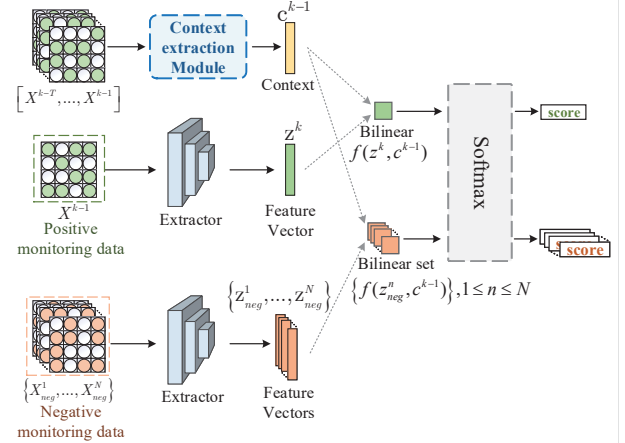 c^{k-1}
Context
extraction
Module
[X^{k-T},...,X^{k-1}]
Context
score
Bilinear
f(z^k,c^{k-1})
z^k
Softmax
X^{k-1}
Extractor
Feature
Vector
Positive
monitoring data
score
Bilinear set
{z^1_{neg},...,z^N_{neg}}
{f(z^n_{neg},c^{k-1})},1≤n≤N
{X^1_{neg},...,X^N_{neg}}
Extractor
Feature
Vectors
Negative
monitoring data